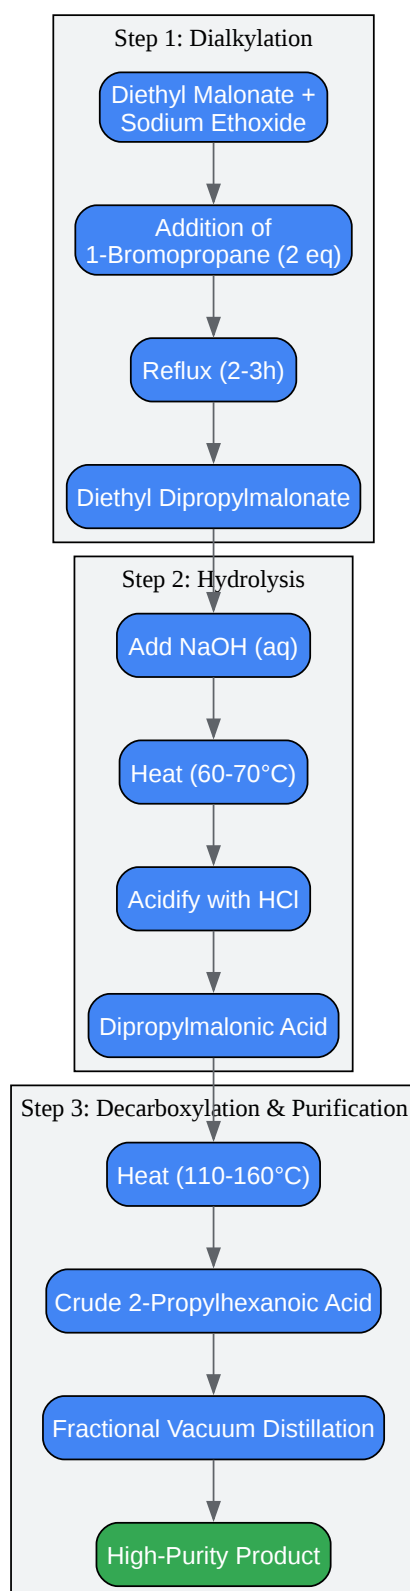 Step 1: Dialkylation
Diethyl Malonate +
Sodium Ethoxide
Addition of
1-Bromopropane (2 eq)
Reflux (2-3h)
Diethyl Dipropylmalonate
Step 2: Hydrolysis
Add NaOH (aq)
Heat (60-70°C)
Acidify with HCl
Dipropylmalonic Acid
Step 3: Decarboxylation & Purification
Heat (110-160°C)
Crude 2-Propylhexanoic Acid
Fractional Vacuum Distillation
High-Purity Product